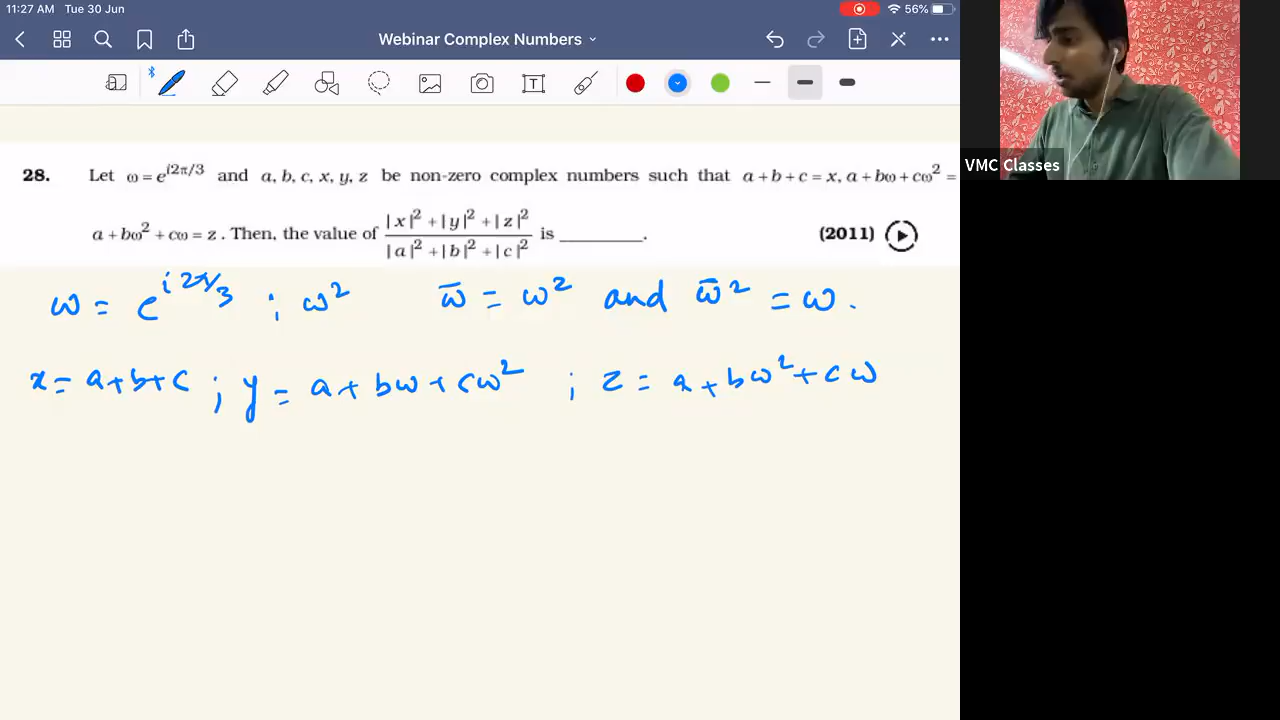 11:27 AM Tue 30 Jun
56%
Webinar Complex Numbers
T
VMC Classes
28. Let ω = e^{i2π/3} and a, b, c, x, y, z be non-zero complex numbers such that a + b + c = x, a + bω + cω² =
a + bω² + cω = z. Then, the value of \frac{|x|² + |y|² + |z|²}{|a|² + |b|² + |c|²} is ________. (2011)
ω = e^{i 2π/3} ; ω² ω̄ = ω² and ω̄² = ω.
x = a+b+c ; y = a + bω + cω² ; z = a + bω² + cω